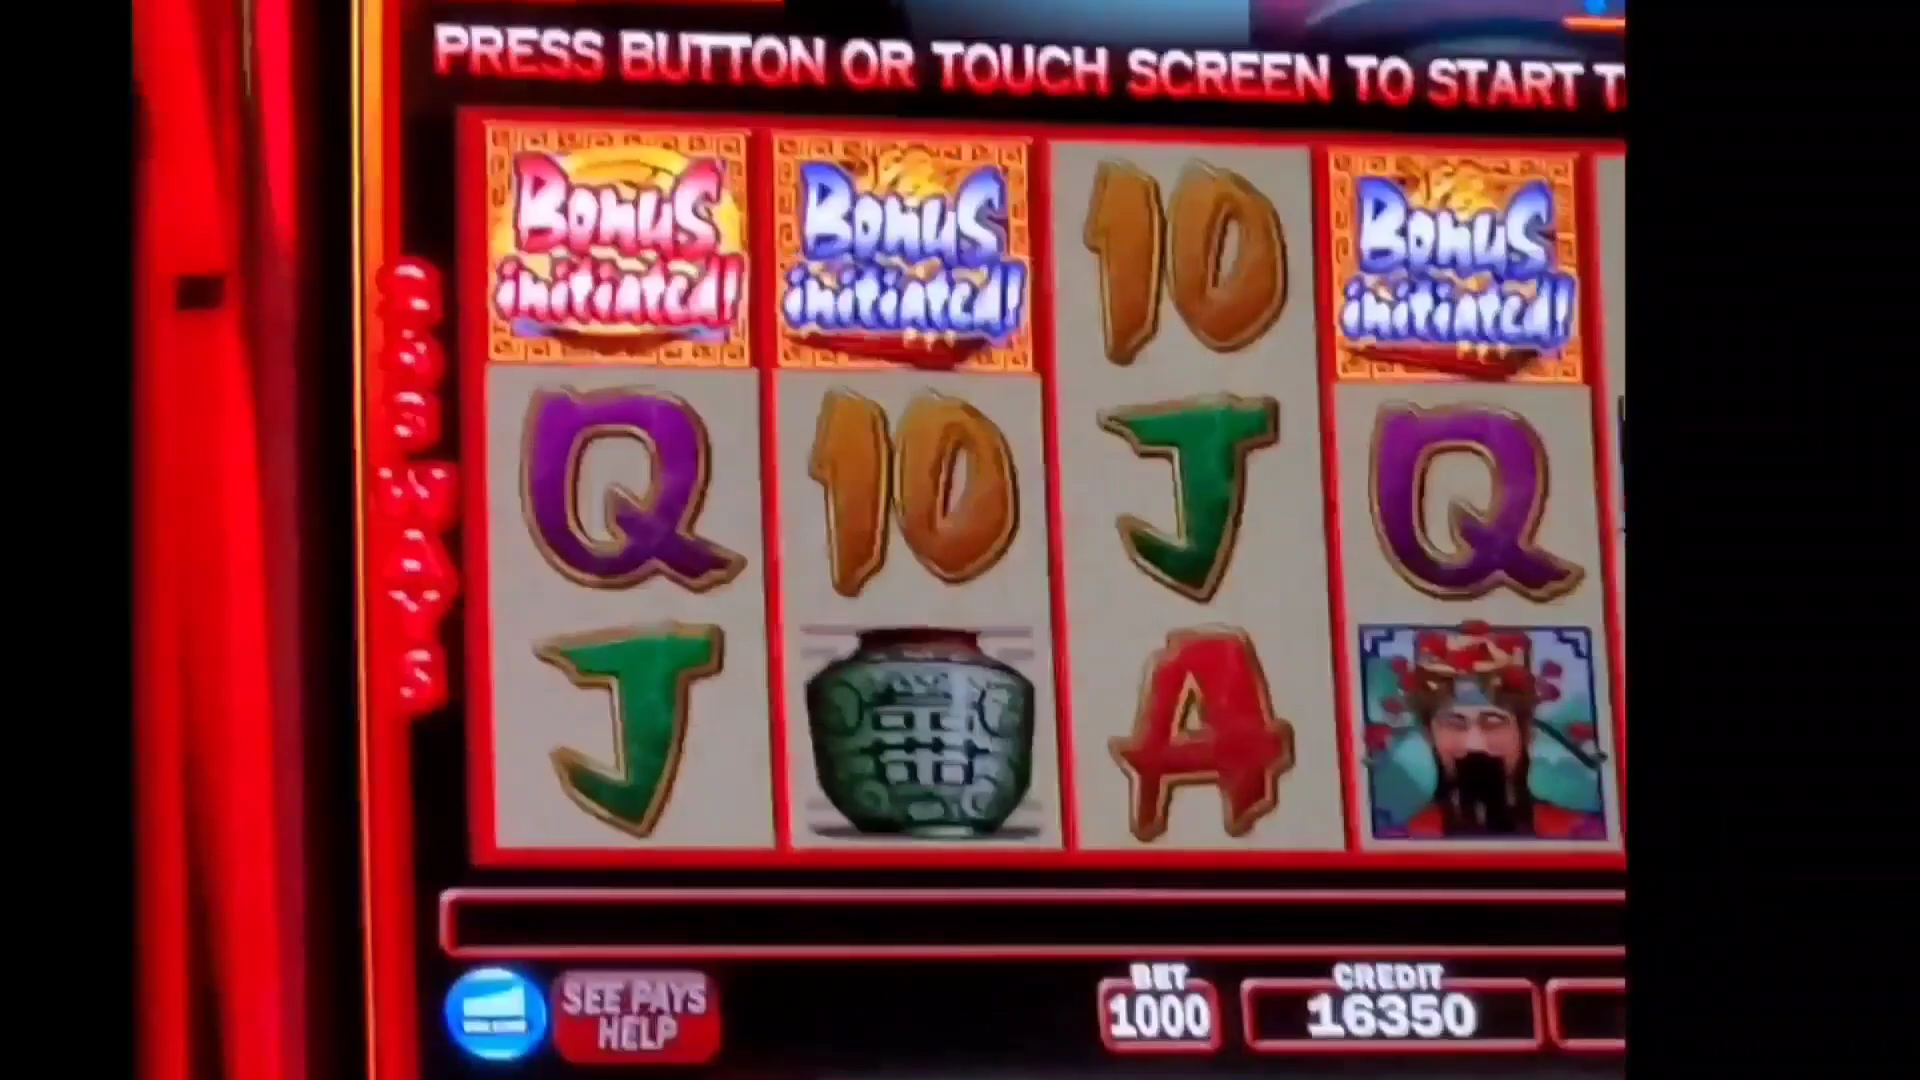 PRESS BUTTON OR TOUCH SCREEN TO START T
Bonus initiated!
Bonus initiated!
10
Bonus initiated!
Q
10
J
Q
J
A
WAYS
SEE PAYS
HELP
BET
1000
CREDIT
16350